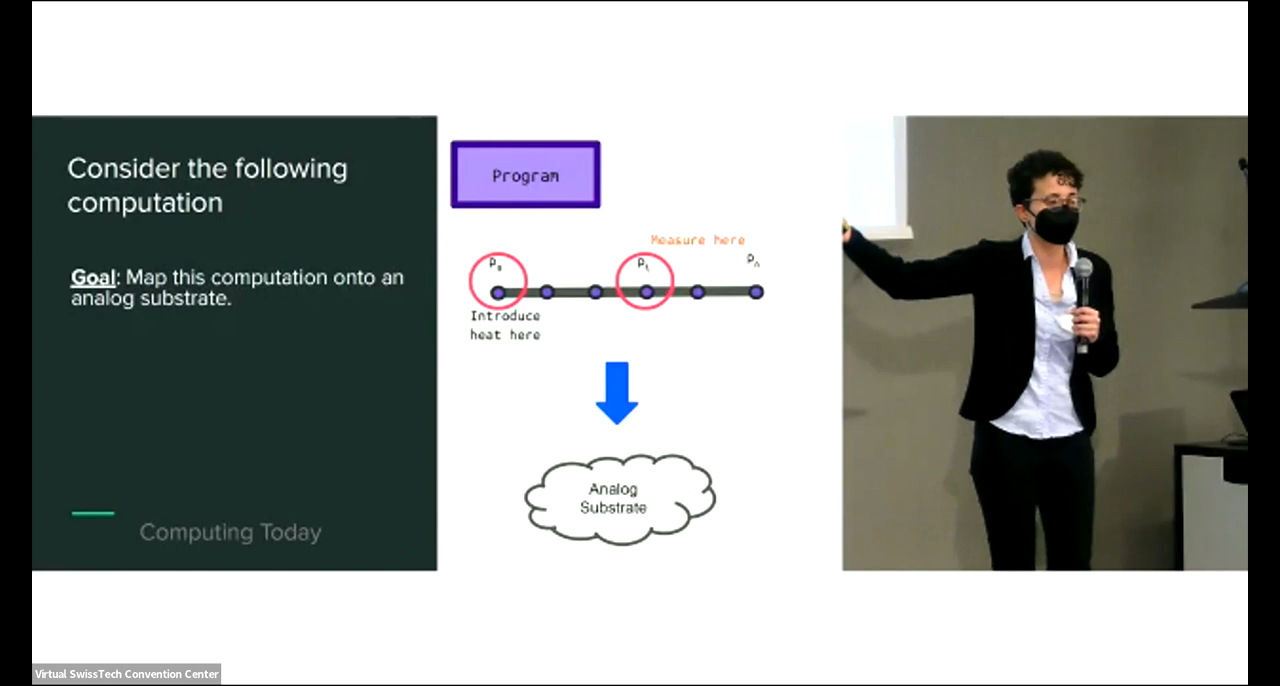 Consider the following
computation
Goal: Map this computation onto an
analog substrate.
Computing Today
Program
Measure here
P₀
Pᵢ
Pₙ
Introduce
heat here
Analog
Substrate
Virtual SwissTech Convention Center